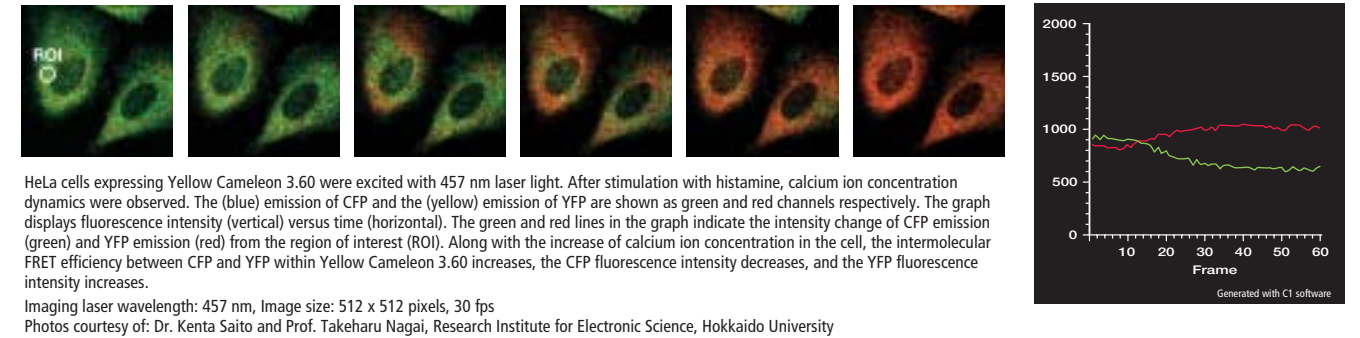 ROI
HeLa cells expressing Yellow Cameleon 3.60 were excited with 457 nm laser light. After stimulation with histamine, calcium ion concentration
dynamics were observed. The (blue) emission of CFP and the (yellow) emission of YFP are shown as green and red channels respectively. The graph
displays fluorescence intensity (vertical) versus time (horizontal). The green and red lines in the graph indicate the intensity change of CFP emission
(green) and YFP emission (red) from the region of interest (ROI). Along with the increase of calcium ion concentration in the cell, the intermolecular
FRET efficiency between CFP and YFP within Yellow Cameleon 3.60 increases, the CFP fluorescence intensity decreases, and the YFP fluorescence
intensity increases.
Imaging laser wavelength: 457 nm, Image size: 512 x 512 pixels, 30 fps
Photos courtesy of: Dr. Kenta Saito and Prof. Takeharu Nagai, Research Institute for Electronic Science, Hokkaido University
2000
1500
1000
500
0
10 20 30 40 50 60
Frame
Generated with C1 software